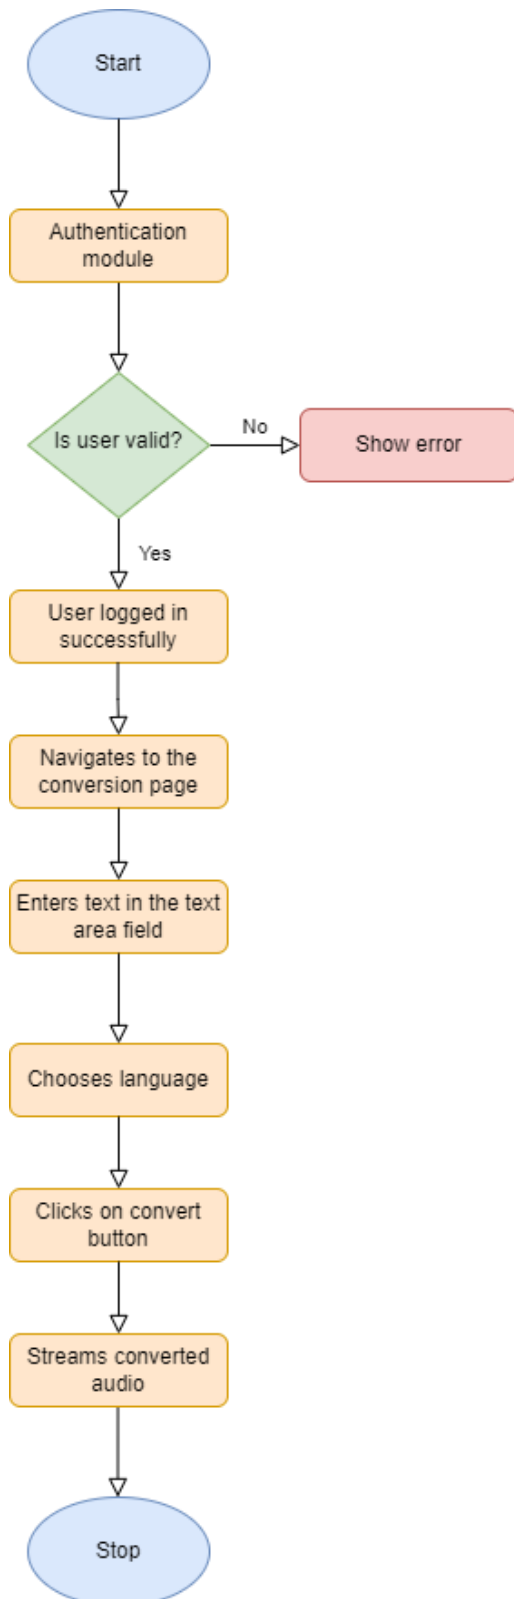 Start
Authentication
module
Is user valid?
No
Show error
Yes
User logged in
successfully
Navigates to the
conversion page
Enters text in the text
area field
Chooses language
Clicks on convert
button
Streams converted
audio
Stop